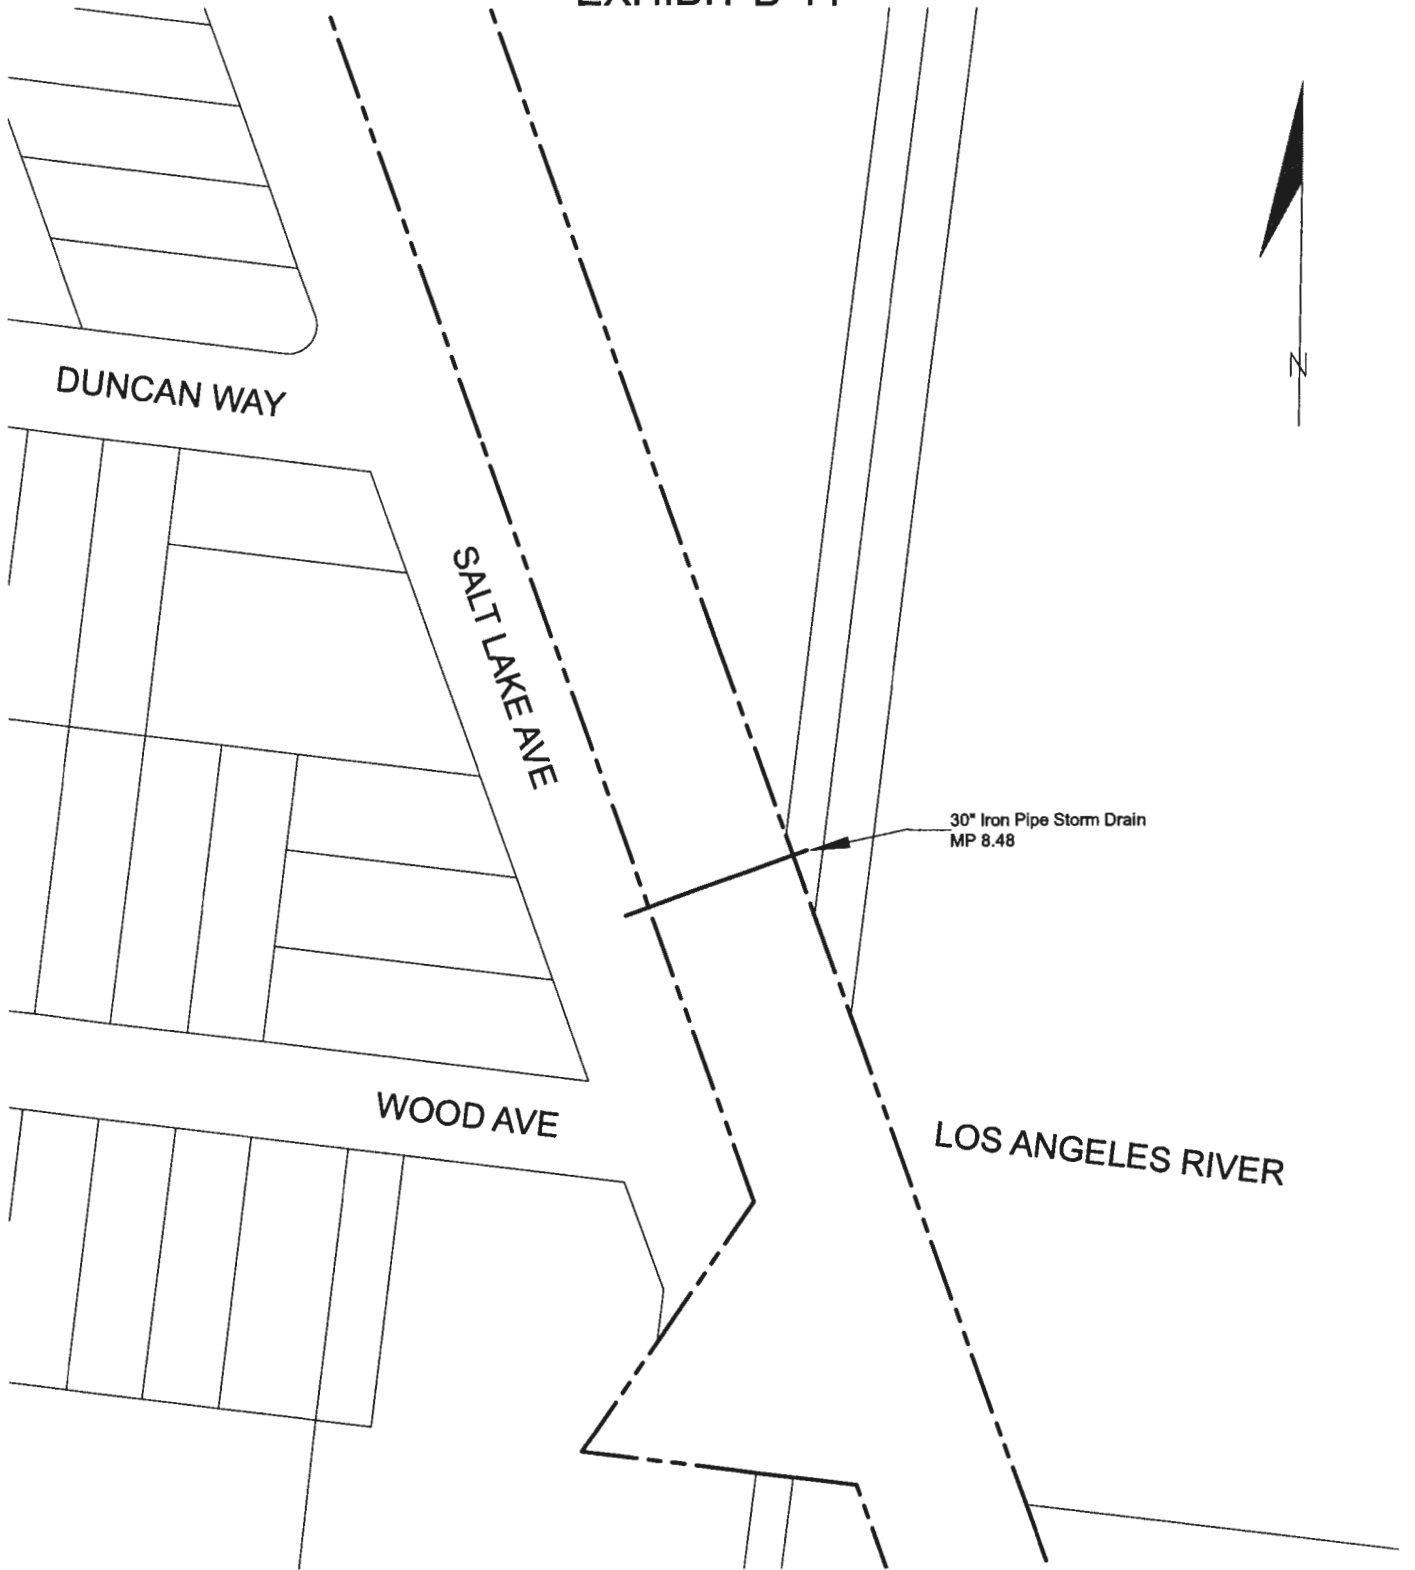 DUNCAN WAY
SALT LAKE AVE
30" Iron Pipe Storm Drain
MP 8.48
WOOD AVE
LOS ANGELES RIVER
N